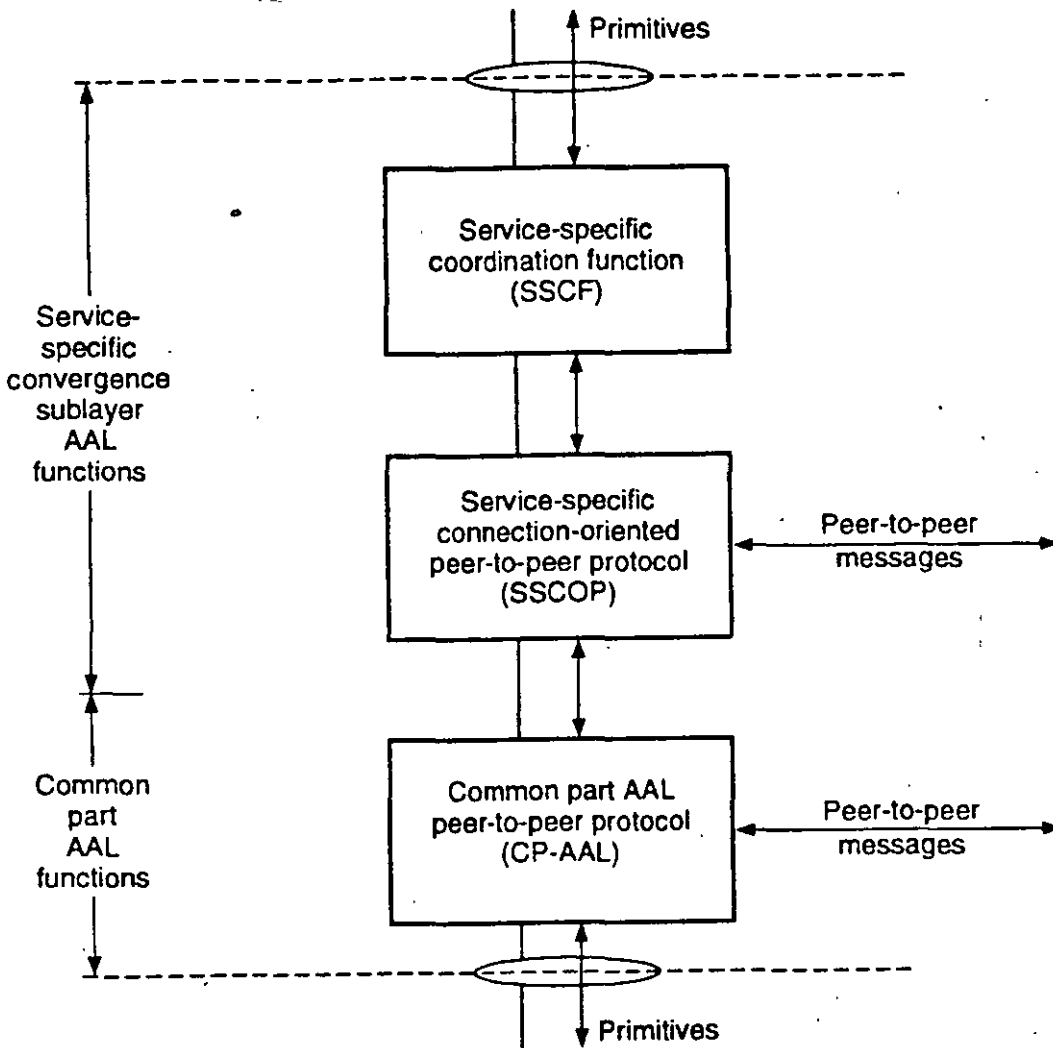 Primitives
Service-specific
coordination function
(SSCF)
Service-
specific
convergence
sublayer
AAL
functions
Service-specific
connection-oriented
peer-to-peer protocol
(SSCOP)
Peer-to-peer
messages
Common
part
AAL
functions
Common part AAL
peer-to-peer protocol
(CP-AAL)
Peer-to-peer
messages
Primitives